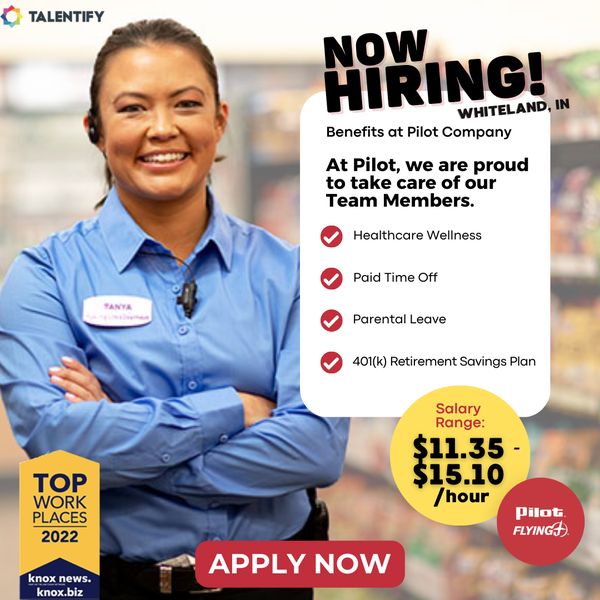 TALENTIFY
NOW
HIRING!
WHITELAND, IN
Benefits at Pilot Company
At Pilot, we are proud
to take care of our
Team Members.
Healthcare Wellness
Paid Time Off
Parental Leave
401(k) Retirement Savings Plan
TANYA
Salary
Range:
$11.35 -
$15.10
/hour
Pilot
FLYING J
TOP
WORK
PLACES
2022
knox news.
knox.biz
APPLY NOW